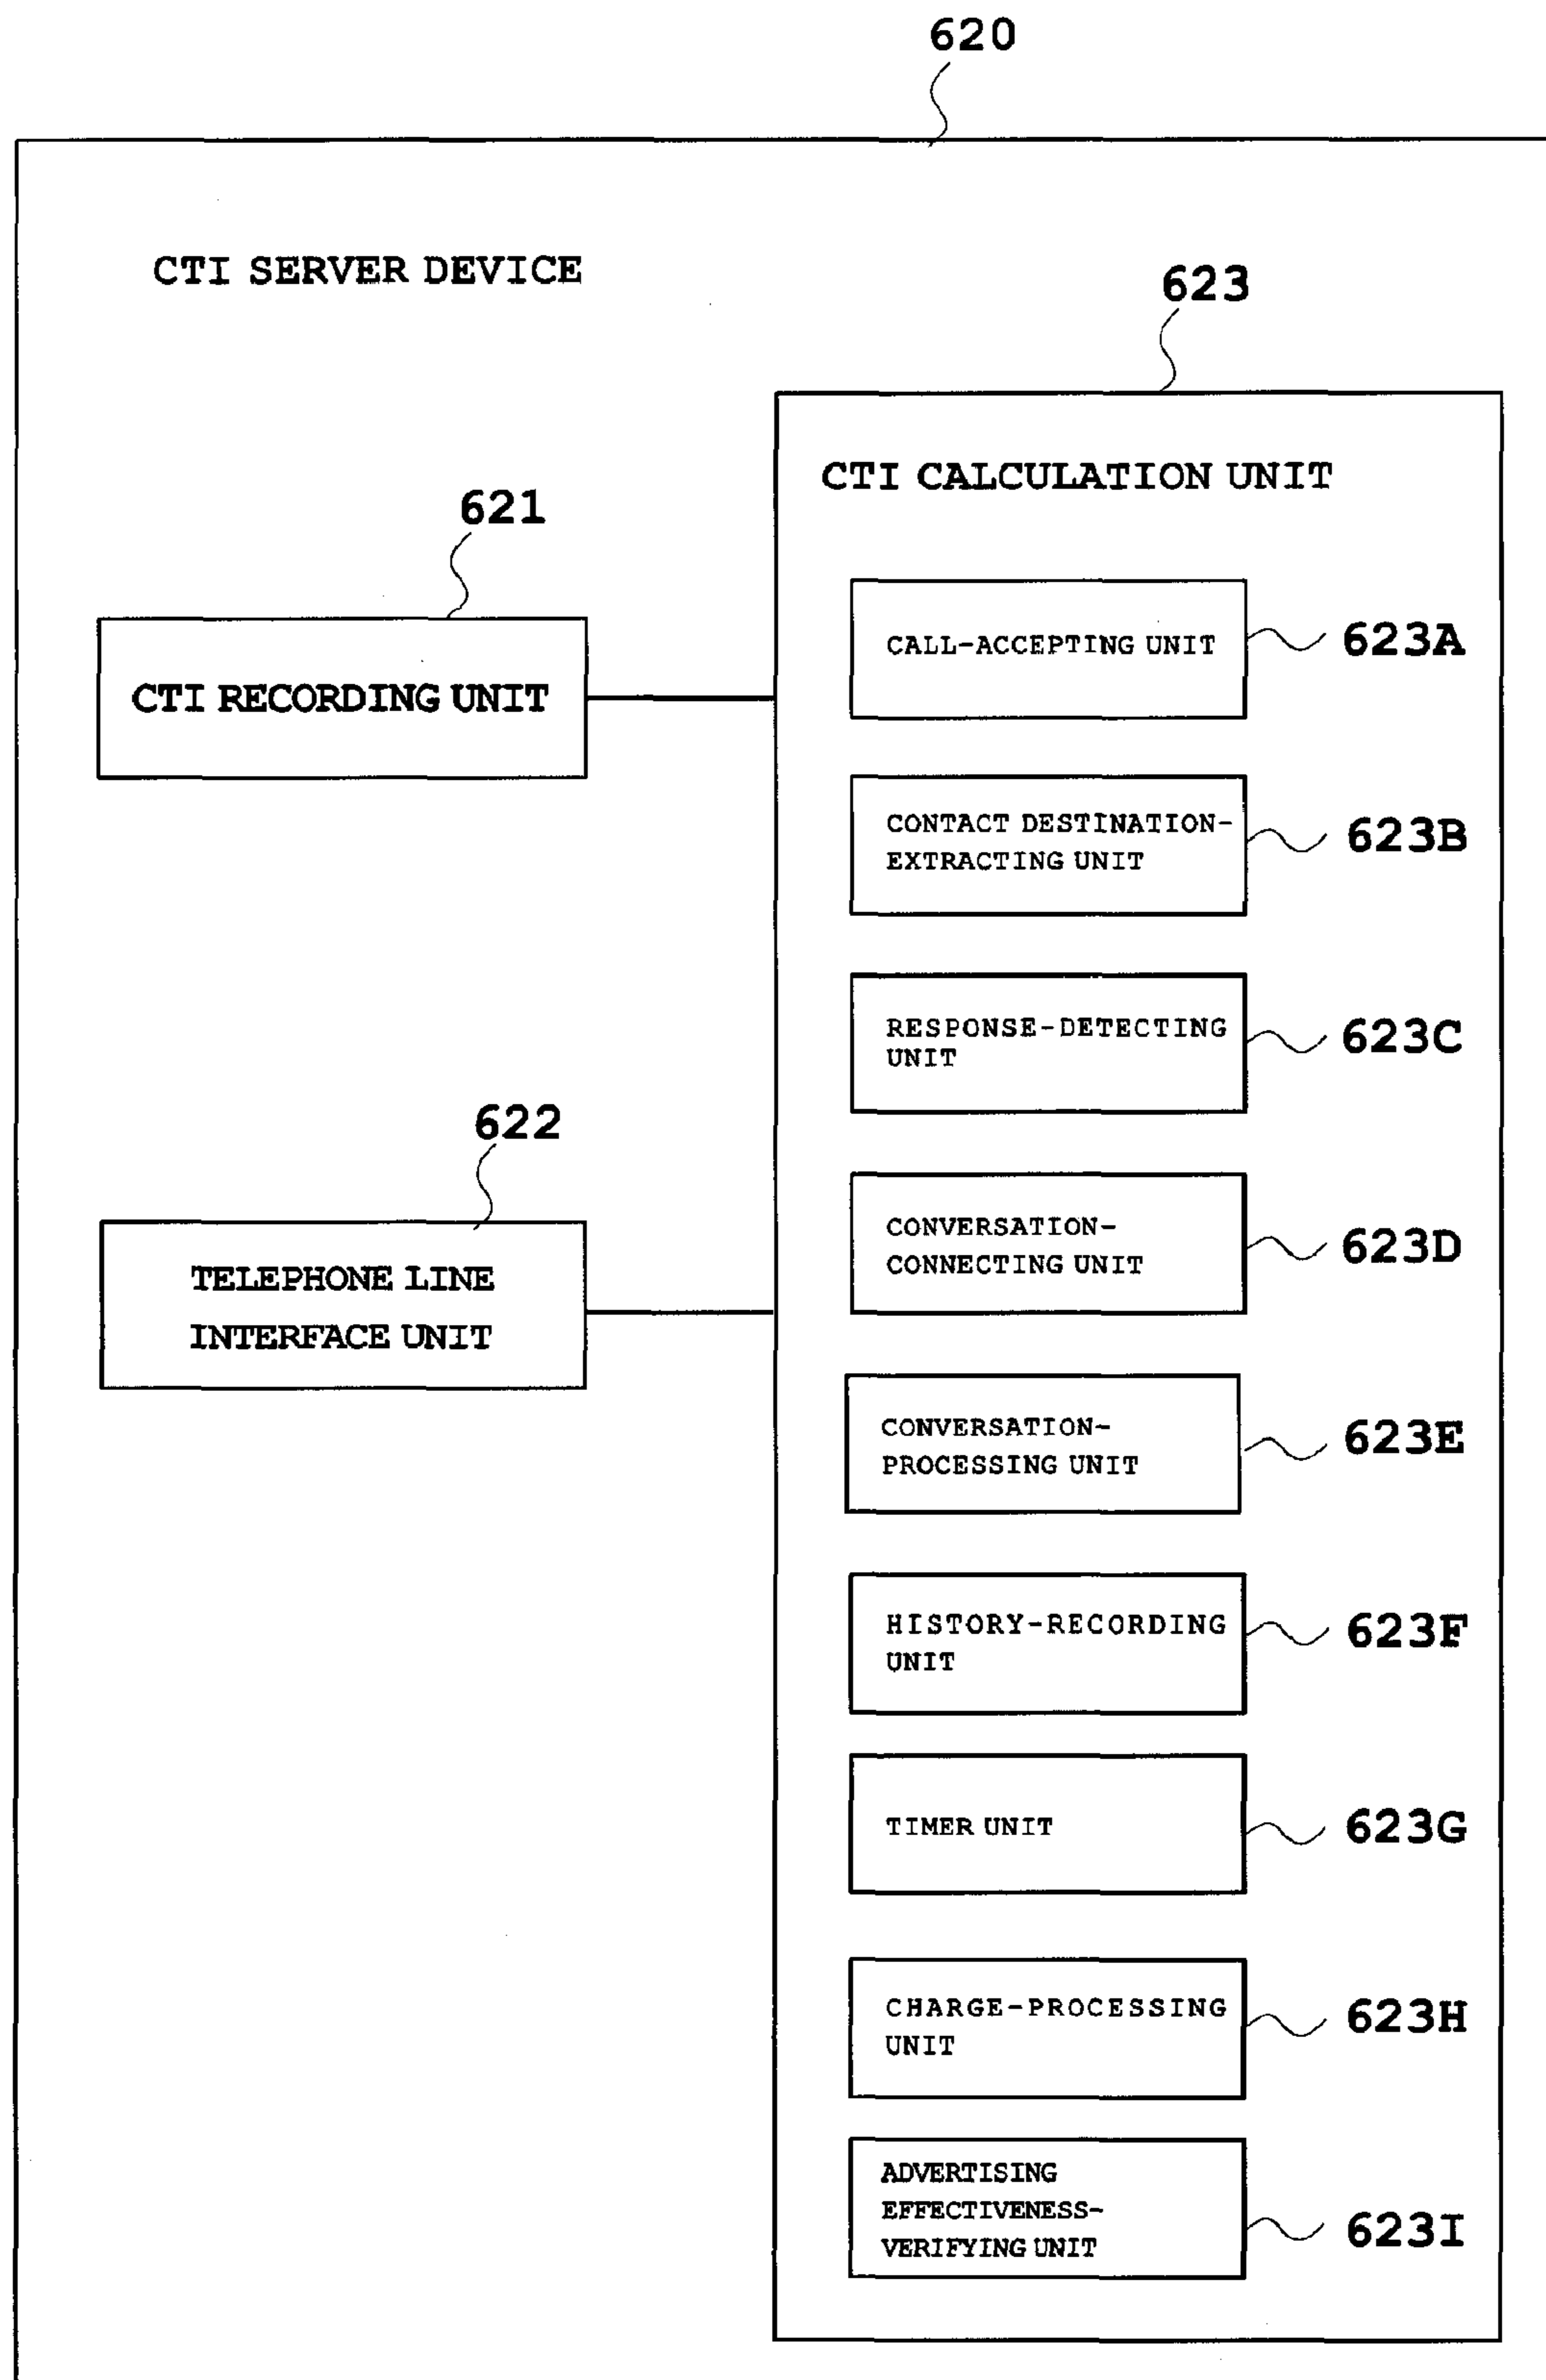 620
CTI SERVER DEVICE
623
CTI CALCULATION UNIT
621
CTI RECORDING UNIT
CALL-ACCEPTING UNIT
623A
CONTACT DESTINATION-
EXTRACTING UNIT
623B
RESPONSE-DETECTING
UNIT
623C
622
TELEPHONE LINE
INTERFACE UNIT
CONVERSATION-
CONNECTING UNIT
623D
CONVERSATION-
PROCESSING UNIT
623E
HISTORY-RECORDING
UNIT
623F
TIMER UNIT
623G
CHARGE-PROCESSING
UNIT
623H
ADVERTISING
EFFECTIVENESS-
VERIFYING UNIT
623I